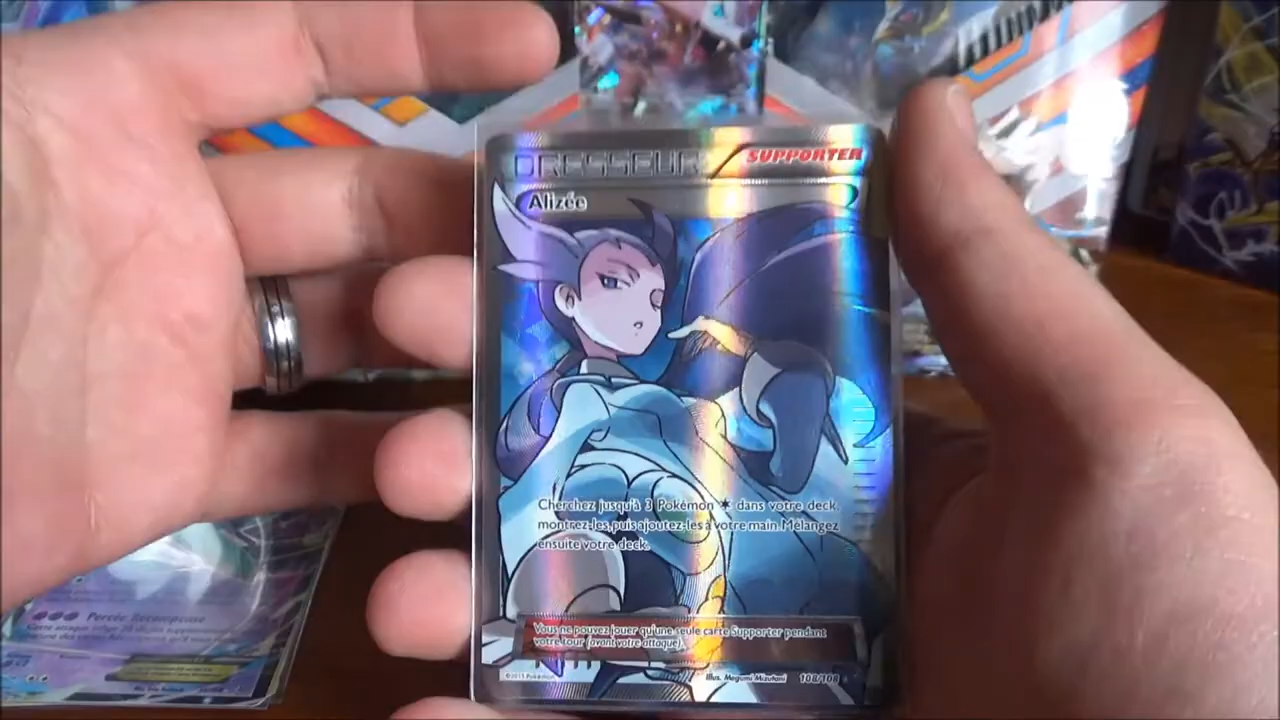 DRESSEUR
SUPPORTER
Alizée
Cherchez jusqu'à 3 Pokémon dans votre deck,
montrez-les, puis ajoutez-les à votre main. Mélangez
ensuite votre deck.
Vous ne pouvez jouer qu'une seule carte Supporter pendant
votre tour (avant votre attaque).
©2015 Pokémon
Illus. Megumi Mizutani
108/108
Percée Récompense